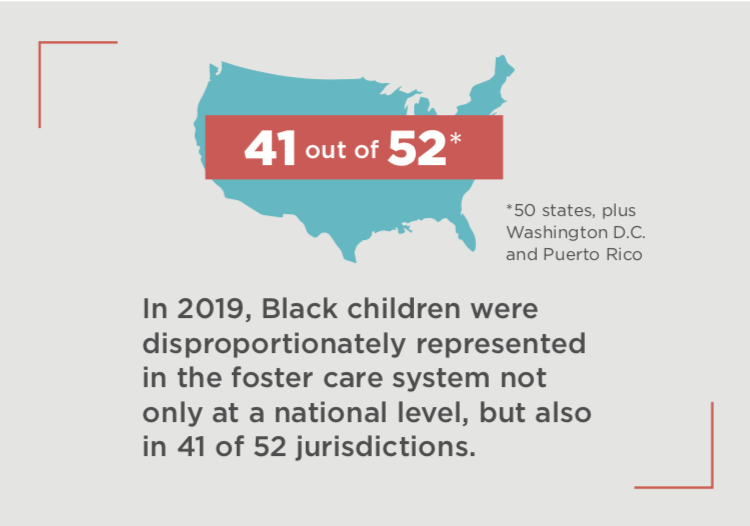 41 out of 52*
*50 states, plus
Washington D.C.
and Puerto Rico
In 2019, Black children were
disproportionately represented
in the foster care system not
only at a national level, but also
in 41 of 52 jurisdictions.